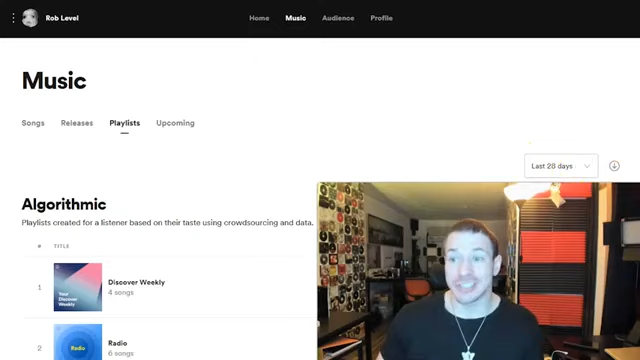 Rob Level
Home Music Audience Profile
Music
Songs Releases Playlists Upcoming
Last 28 days
Algorithmic
Playlists created for a listener based on their taste using crowdsourcing and data.
# TITLE
1
Your
Discover
Weekly
Discover Weekly
4 songs
2
Radio
Radio
6 songs